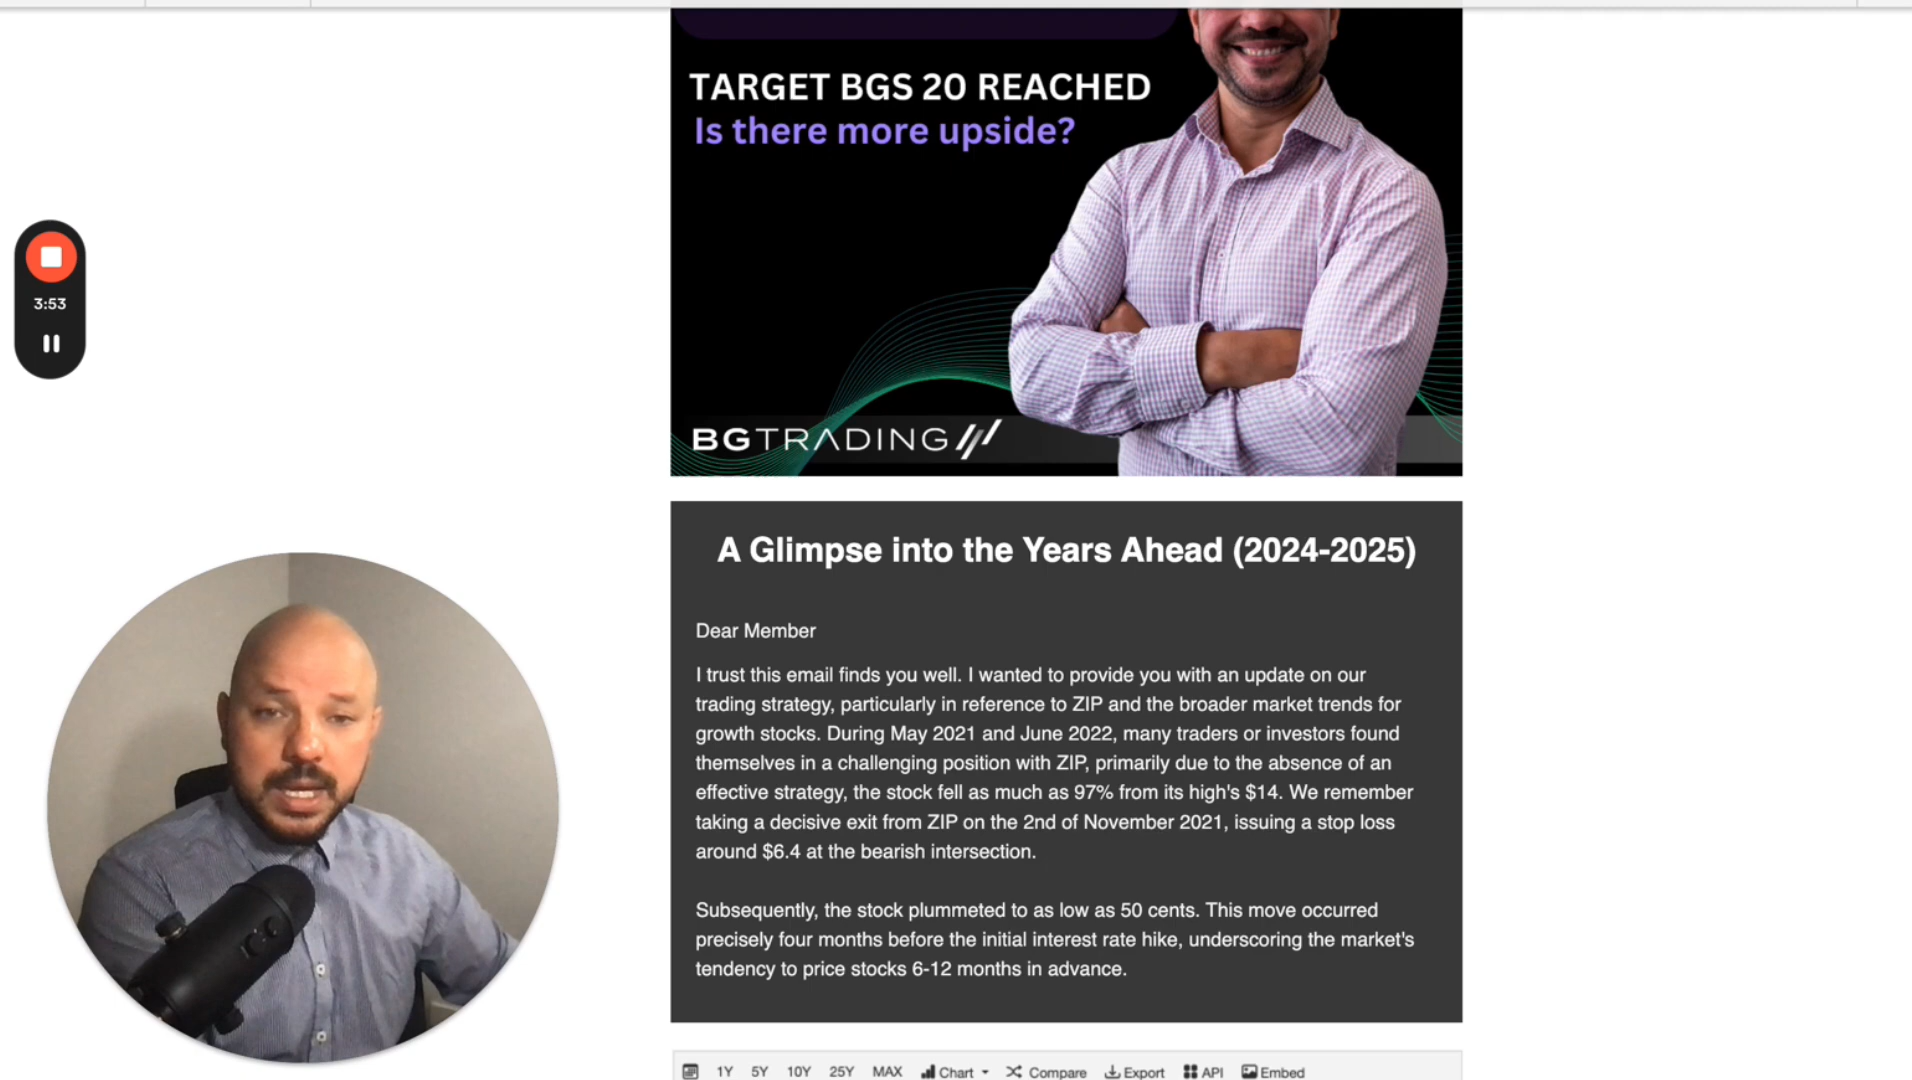 TARGET BGS 20 REACHED
Is there more upside?
3:53
BGTRADING
A Glimpse into the Years Ahead (2024-2025)
Dear Member
I trust this email finds you well. I wanted to provide you with an update on our
trading strategy, particularly in reference to ZIP and the broader market trends for
growth stocks. During May 2021 and June 2022, many traders or investors found
themselves in a challenging position with ZIP, primarily due to the absence of an
effective strategy, the stock fell as much as 97% from its high's $14. We remember
taking a decisive exit from ZIP on the 2nd of November 2021, issuing a stop loss
around $6.4 at the bearish intersection.
Subsequently, the stock plummeted to as low as 50 cents. This move occurred
precisely four months before the initial interest rate hike, underscoring the market's
tendency to price stocks 6-12 months in advance.
1Y 5Y 10Y 25Y MAX Chart Compare Export API Embed